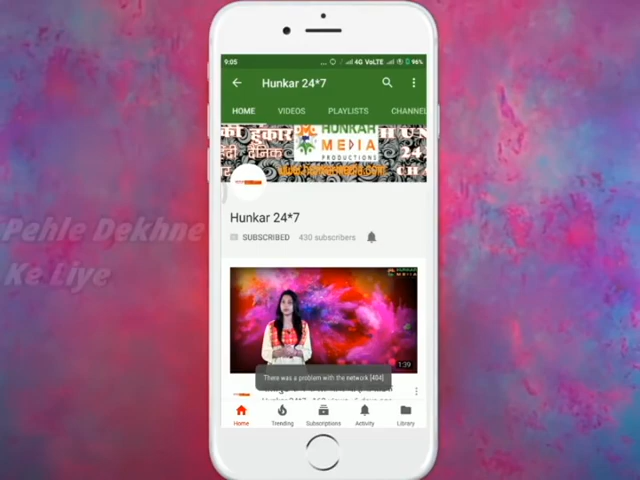 9:05
4G VoLTE
96%
Hunkar 24*7
HOME
VIDEOS
PLAYLISTS
CHANNEL
HUNKAR
MEDIA
PRODUCTIONS
हुंकार
हिंदी दैनिक
Hunkar 24*7
SUBSCRIBED
430 subscribers
Pehle Dekhne
Ke Liye
HUNKAR
MEDIA
1:39
There was a problem with the network [404]
Home
Trending
Subscriptions
Activity
Library